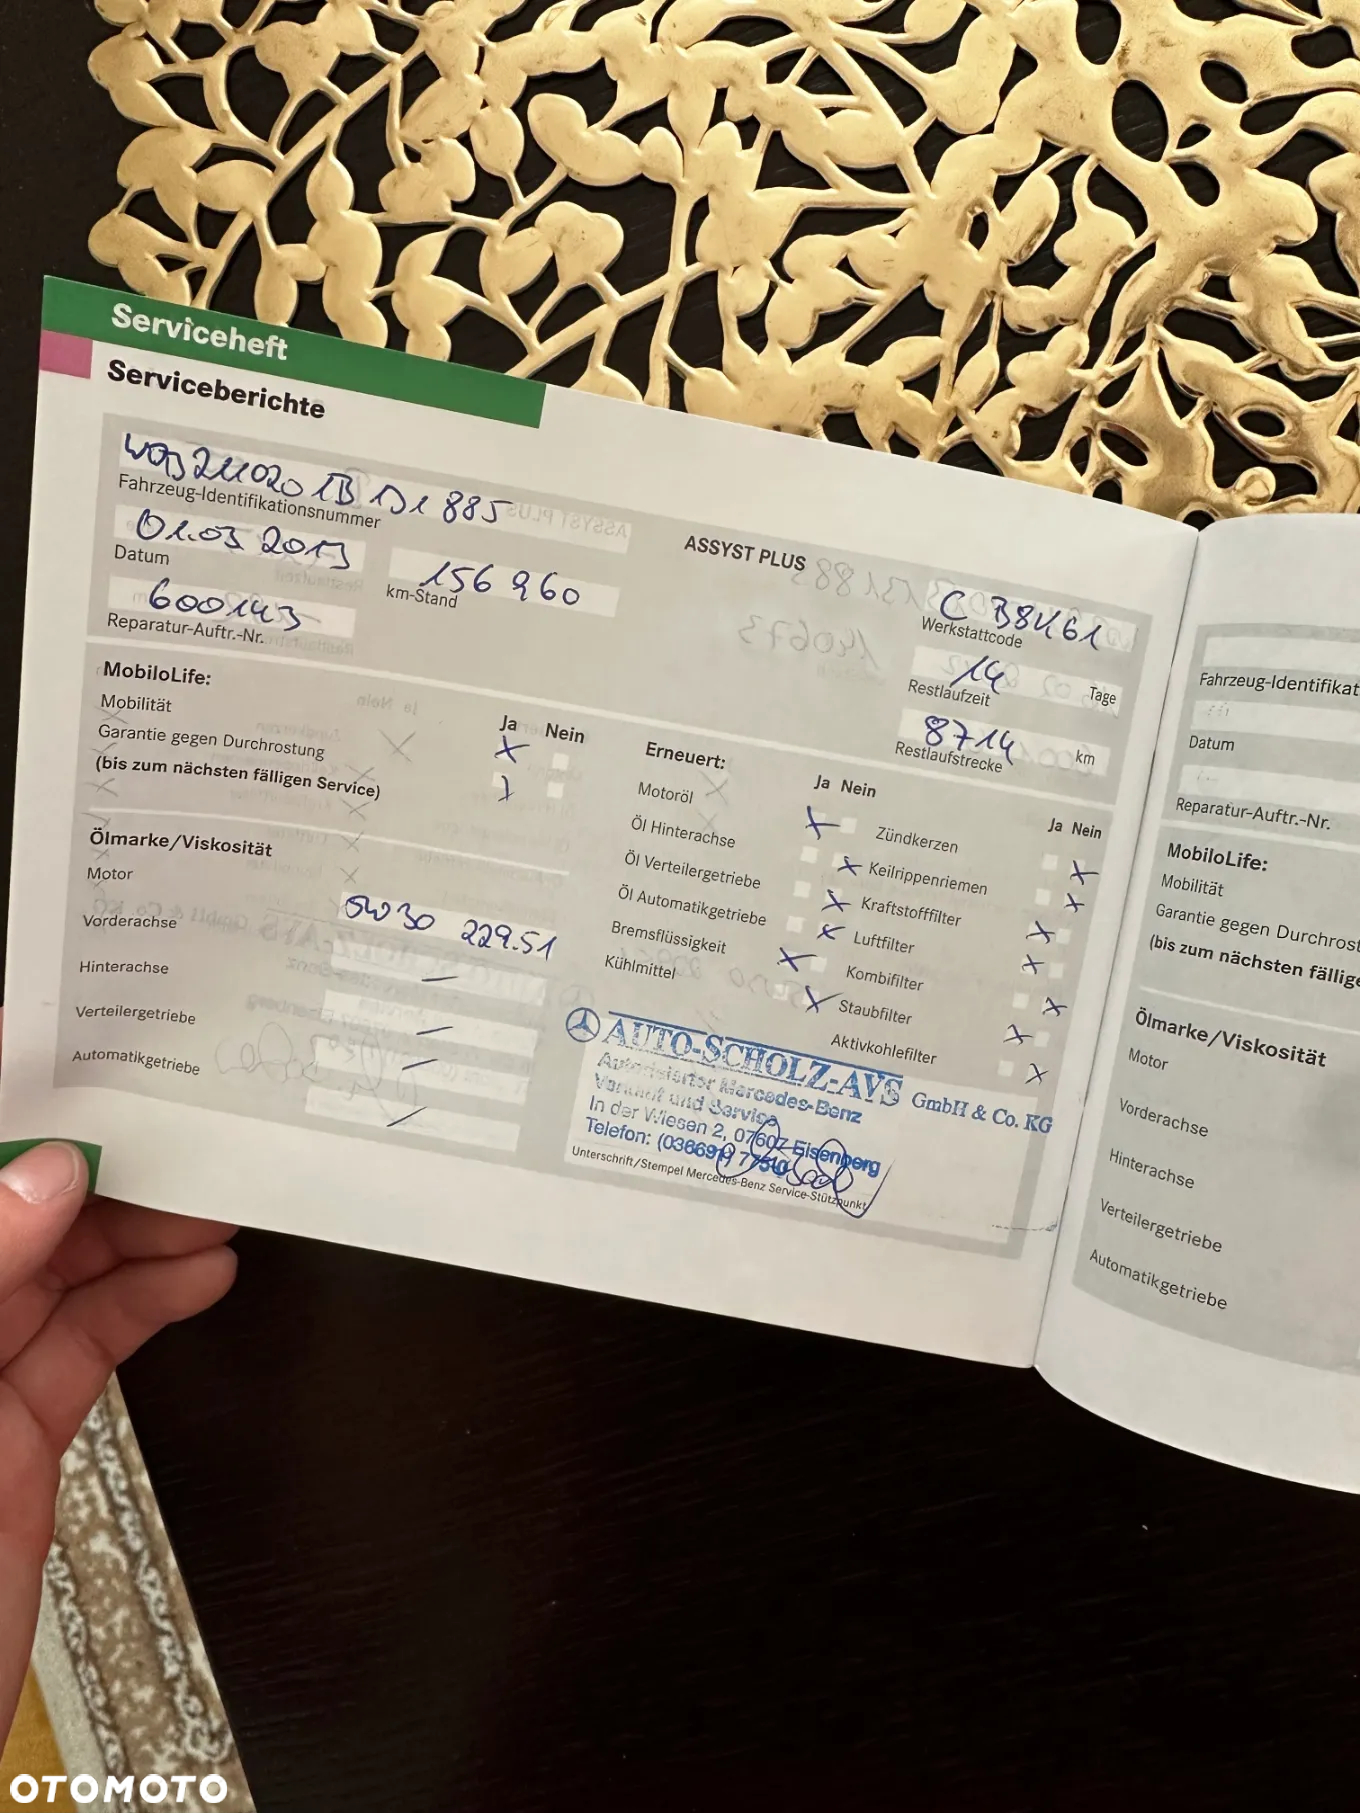 Serviceheft
Serviceberichte
Fahrzeug-Identifikationsnummer
01.03.2013
Datum
156 960
km-Stand
6001143
Reparatur-Auftr.-Nr.
ASSYST PLUS
Werkstattcode
14 Tage
Restlaufzeit
8714 km
Restlaufstrecke
MobiloLife:
Ja Nein
Mobilität
Garantie gegen Durchrostung
(bis zum nächsten fälligen Service)
Ölmarke/Viskosität
Motor
0W30 229.51
Vorderachse
Hinterachse
Verteilergetriebe
Automatikgetriebe
Erneuert:
Ja Nein
Motoröl
Öl Hinterachse
Öl Verteilergetriebe
Öl Automatikgetriebe
Bremsflüssigkeit
Kühlmittel
Ja Nein
Zündkerzen
Keilrippenriemen
Kraftstofffilter
Luftfilter
Kombifilter
Staubfilter
Aktivkohlefilter
AUTO-SCHOLZ-AVS GmbH & Co. KG
Autorisierter Mercedes-Benz
Verkauf und Service
In der Wiesen 2, 07607 Eisenberg
Telefon:
Unterschrift/Stempel Mercedes-Benz Service-Stützpunkt
Fahrzeug-Identifikat
Datum
Reparatur-Auftr.-Nr.
MobiloLife:
Mobilität
Garantie gegen Durchrost
(bis zum nächsten fällige
Ölmarke/Viskosität
Motor
Vorderachse
Hinterachse
Verteilergetriebe
Automatikgetriebe
OTOMOTO